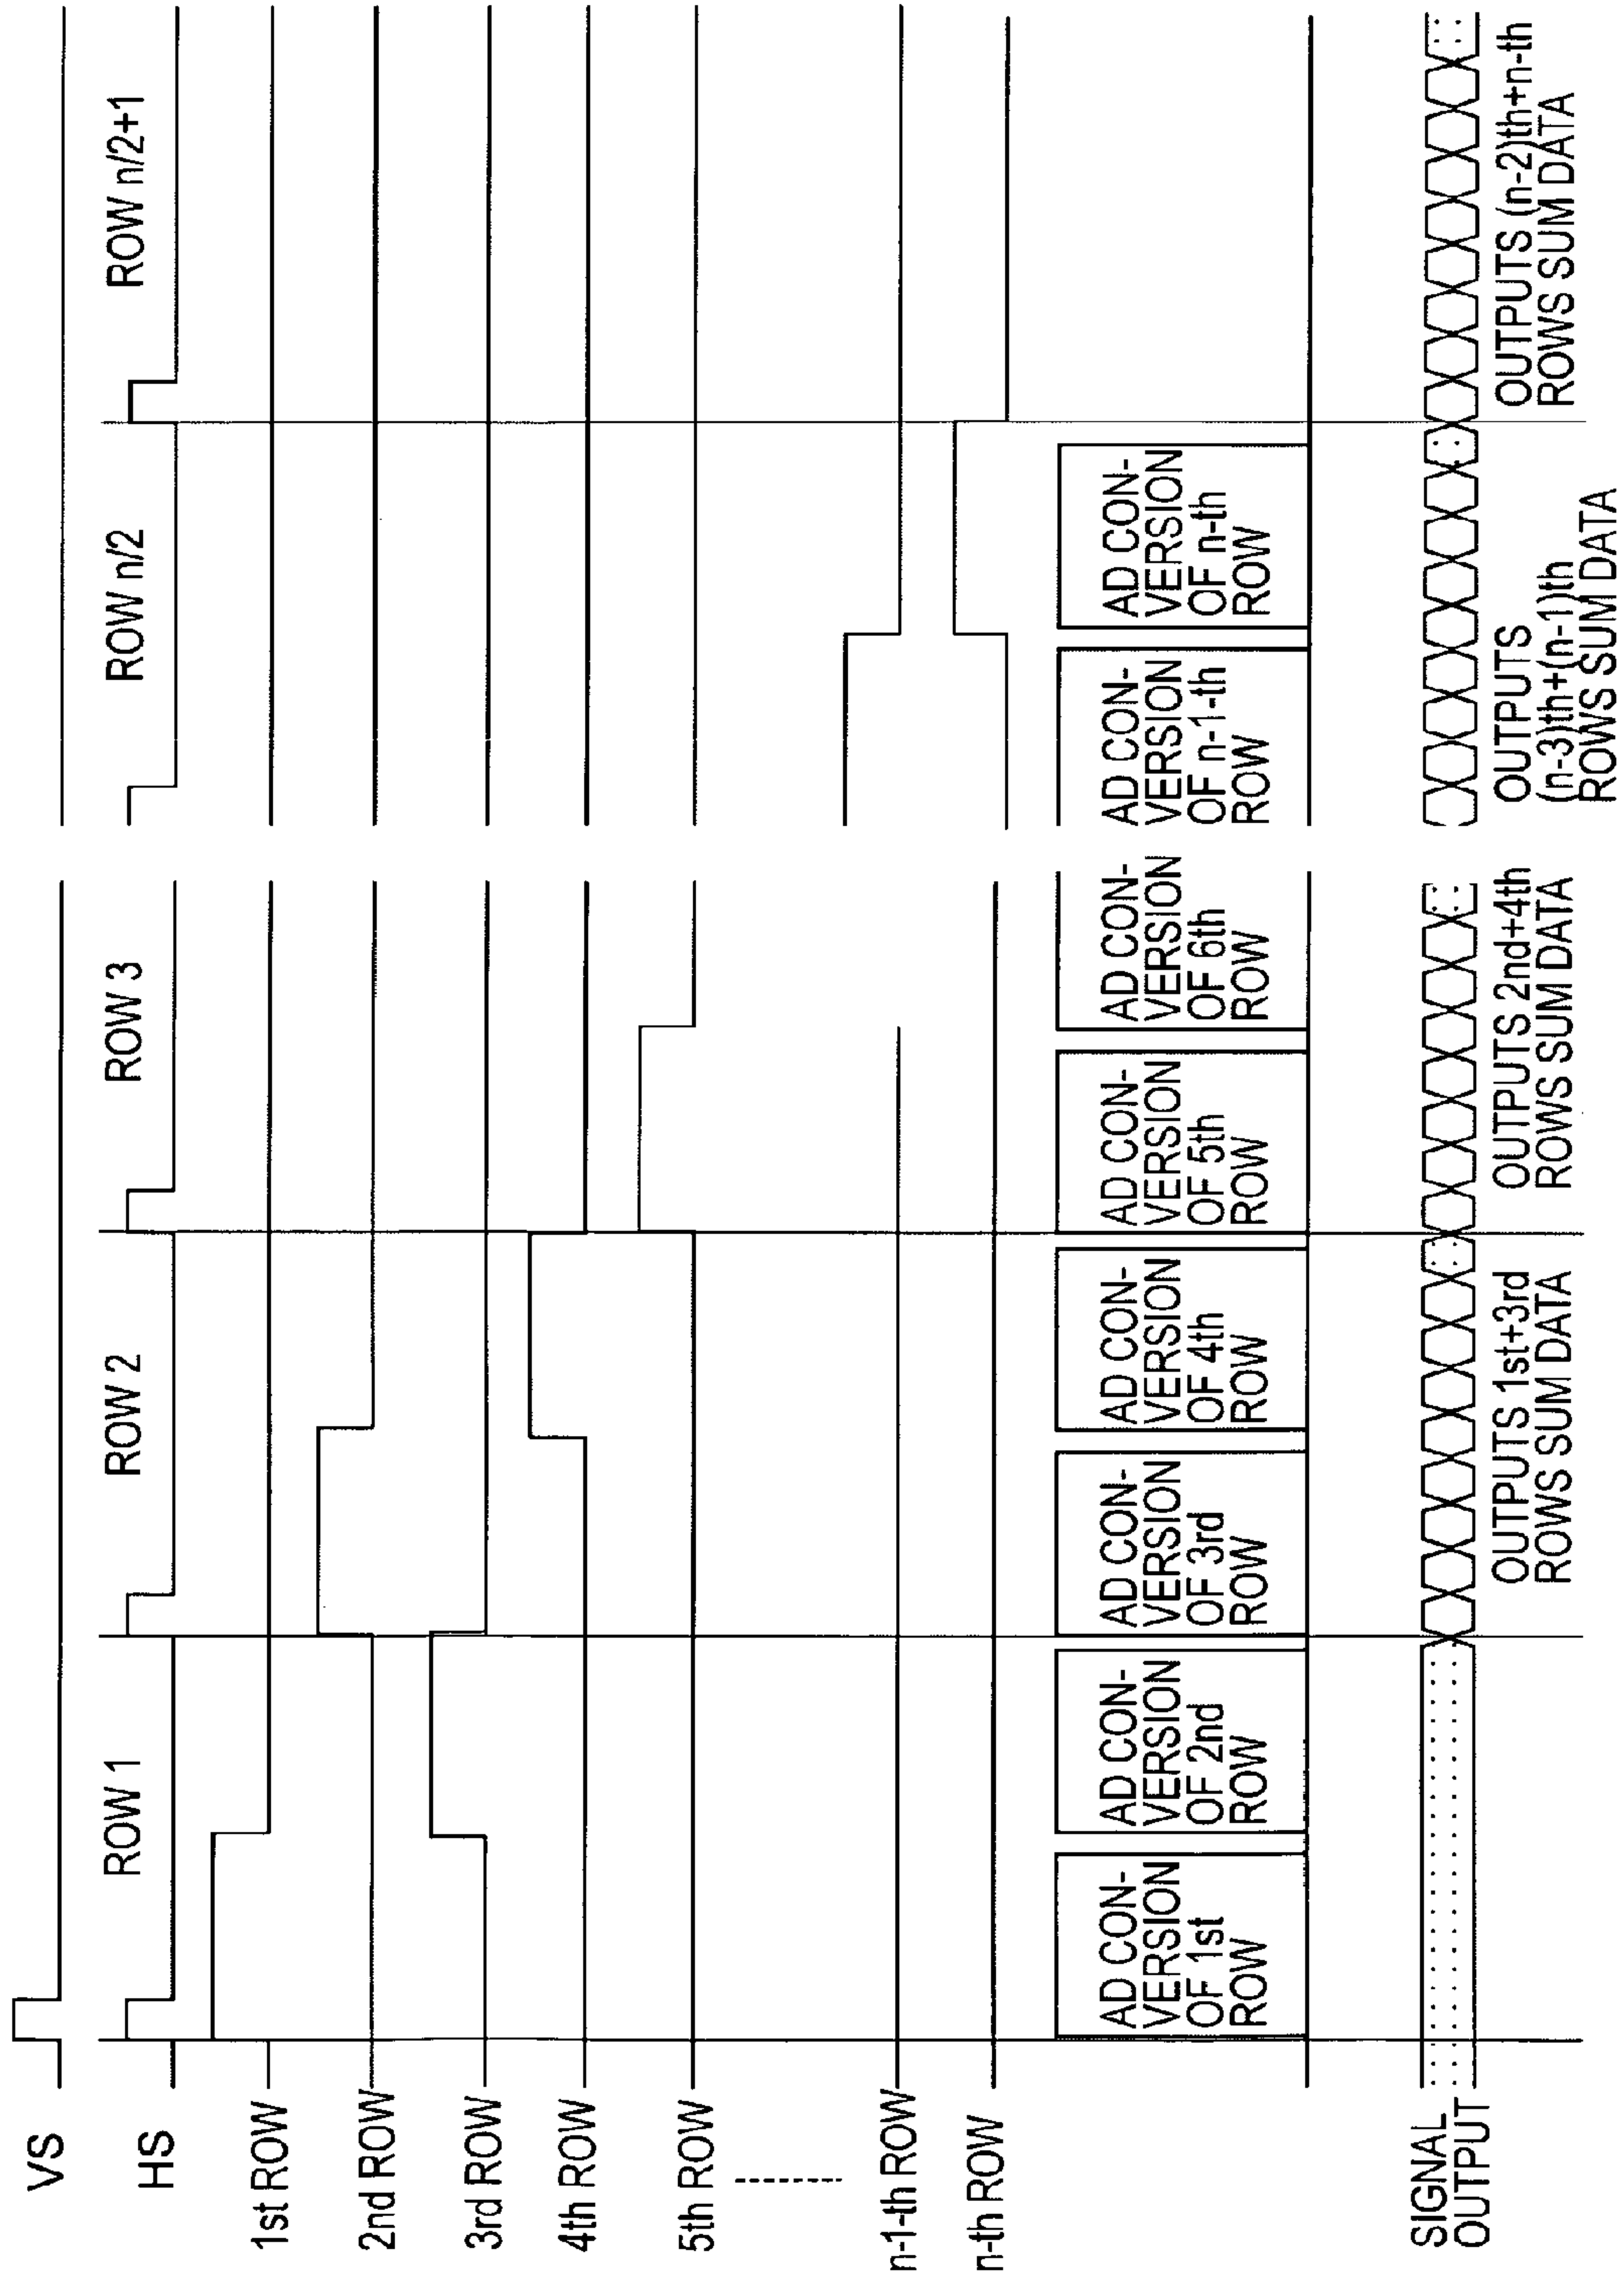 VS
HS
ROW 1
ROW 2
ROW 3
ROW n/2
ROW n/2+1
1st ROW
2nd ROW
3rd ROW
4th ROW
5th ROW
n-1-th ROW
n-th ROW
AD CON-
VERSION
OF 1st
ROW
AD CON-
VERSION
OF 2nd
ROW
AD CON-
VERSION
OF 3rd
ROW
AD CON-
VERSION
OF 4th
ROW
AD CON-
VERSION
OF 5th
ROW
AD CON-
VERSION
OF 6th
ROW
AD CON-
VERSION
OF n-1-th
ROW
AD CON-
VERSION
OF n-th
ROW
SIGNAL
OUTPUT
OUTPUTS 1st+3rd
ROWS SUM DATA
OUTPUTS 2nd+4th
ROWS SUM DATA
OUTPUTS
(n-3)th+(n-1)th
ROWS SUM DATA
OUTPUTS (n-2)th+n-th
ROWS SUM DATA